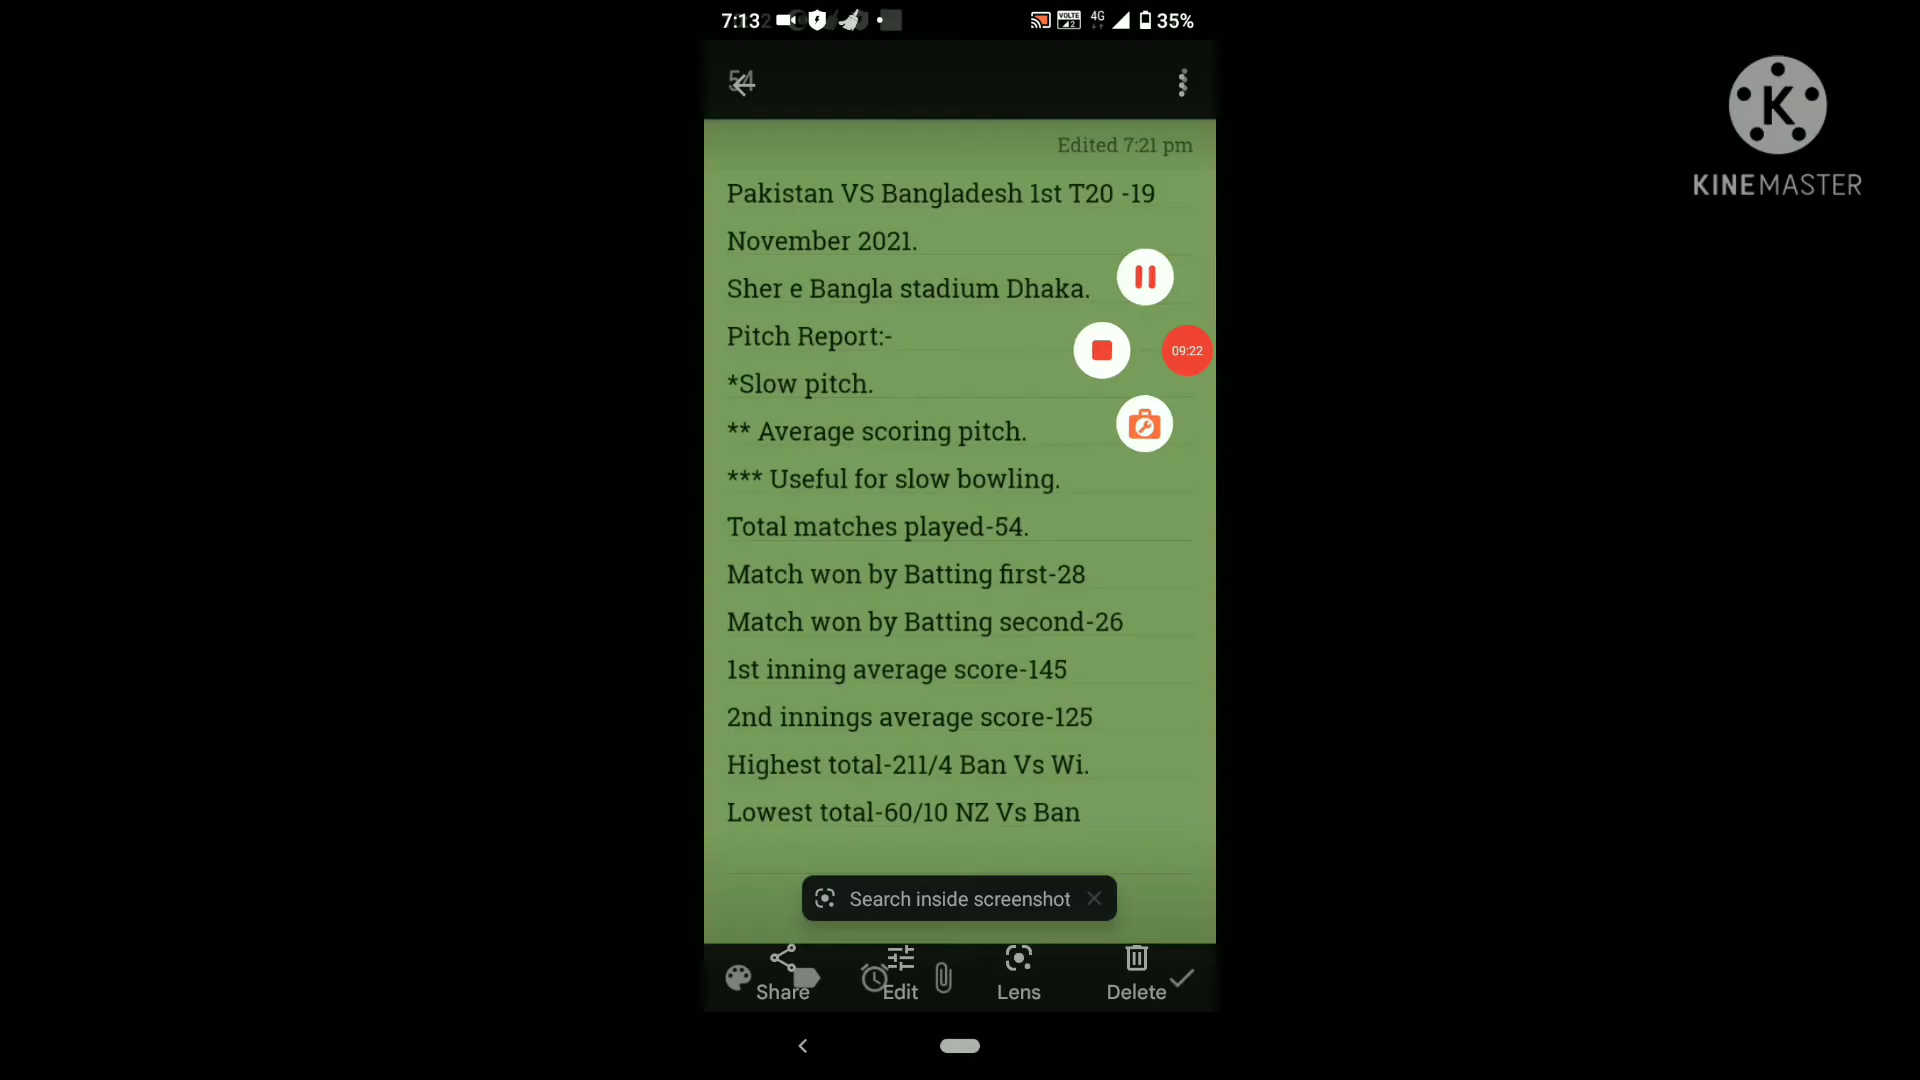 7:13
VOLTE 2
4G
35%
54
Edited 7:21 pm
Pakistan VS Bangladesh 1st T20 -19
November 2021.
Sher e Bangla stadium Dhaka.
Pitch Report:-
*Slow pitch.
** Average scoring pitch.
*** Useful for slow bowling.
Total matches played-54.
Match won by Batting first-28
Match won by Batting second-26
1st inning average score-145
2nd innings average score-125
Highest total-211/4 Ban Vs Wi.
Lowest total-60/10 NZ Vs Ban
09:22
Search inside screenshot
Share
Edit
Lens
Delete
K
KINEMASTER